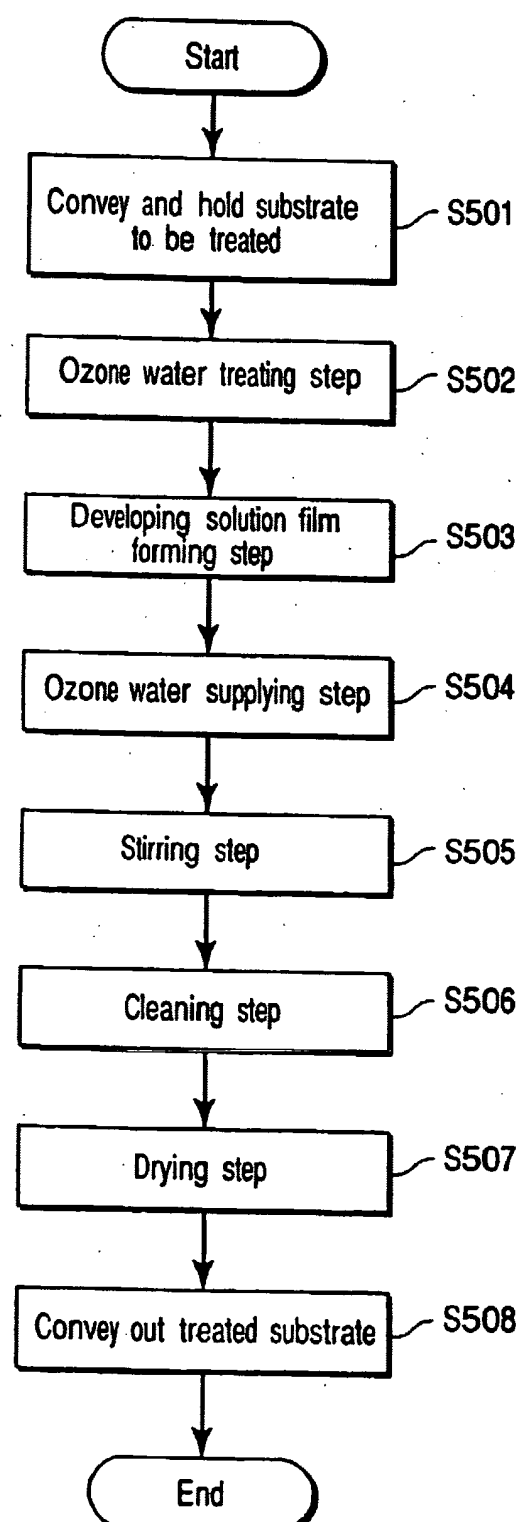 Start
Convey and hold substrate
to be treated
S501
Ozone water treating step
S502
Developing solution film
forming step
S503
Ozone water supplying step
S504
Stirring step
S505
Cleaning step
S506
Drying step
S507
Convey out treated substrate
S508
End